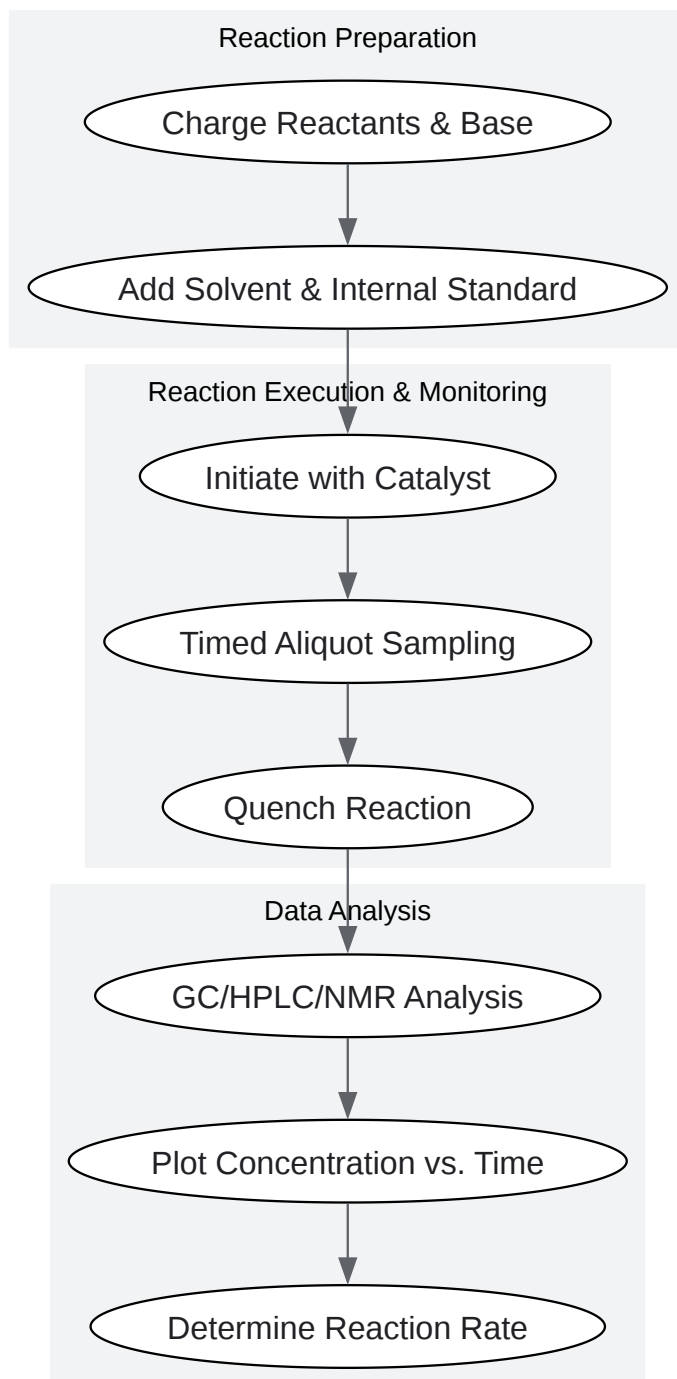 Reaction Preparation
Charge Reactants & Base
Add Solvent & Internal Standard
Reaction Execution & Monitoring
Initiate with Catalyst
Timed Aliquot Sampling
Quench Reaction
Data Analysis
GC/HPLC/NMR Analysis
Plot Concentration vs. Time
Determine Reaction Rate